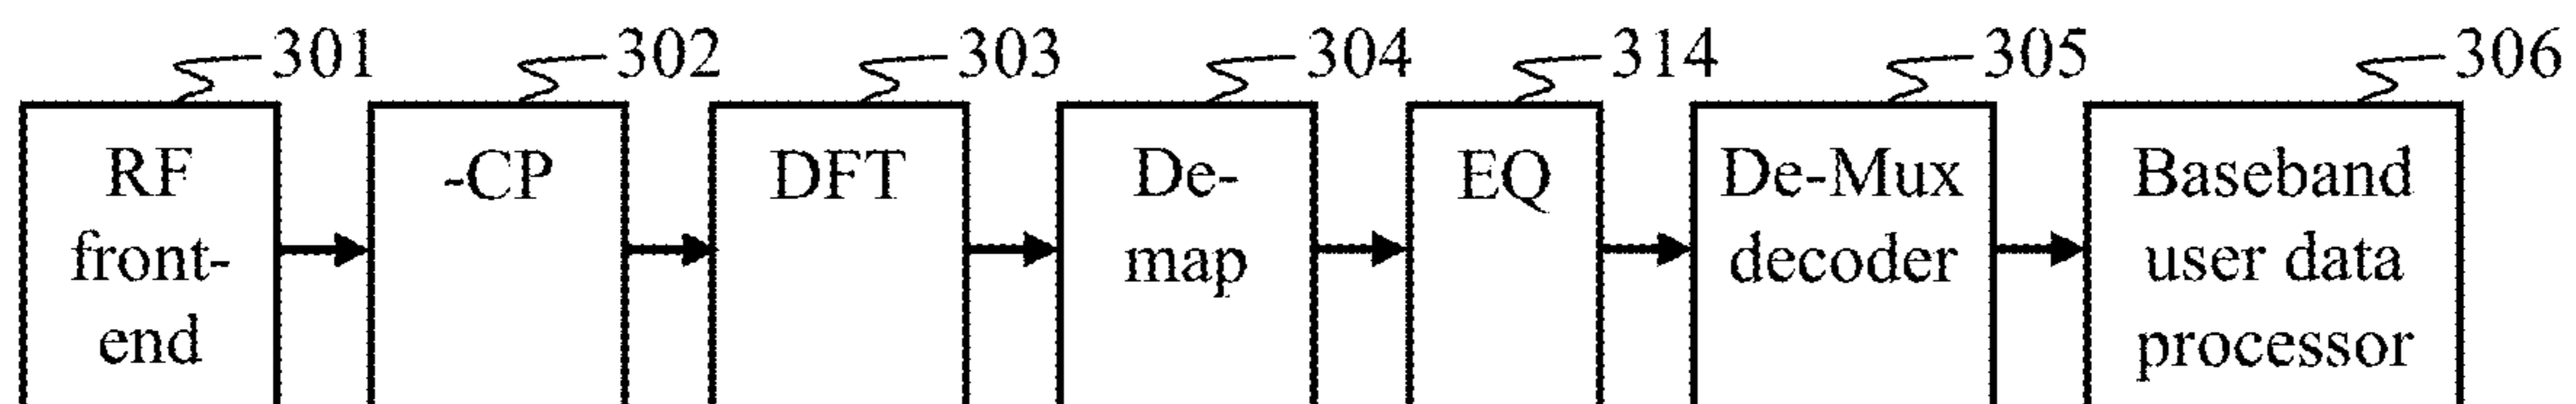 301 302 303 304 314 305 306
RF
front-
end
-CP
DFT
De-
map
EQ
De-Mux
decoder
Baseband
user data
processor